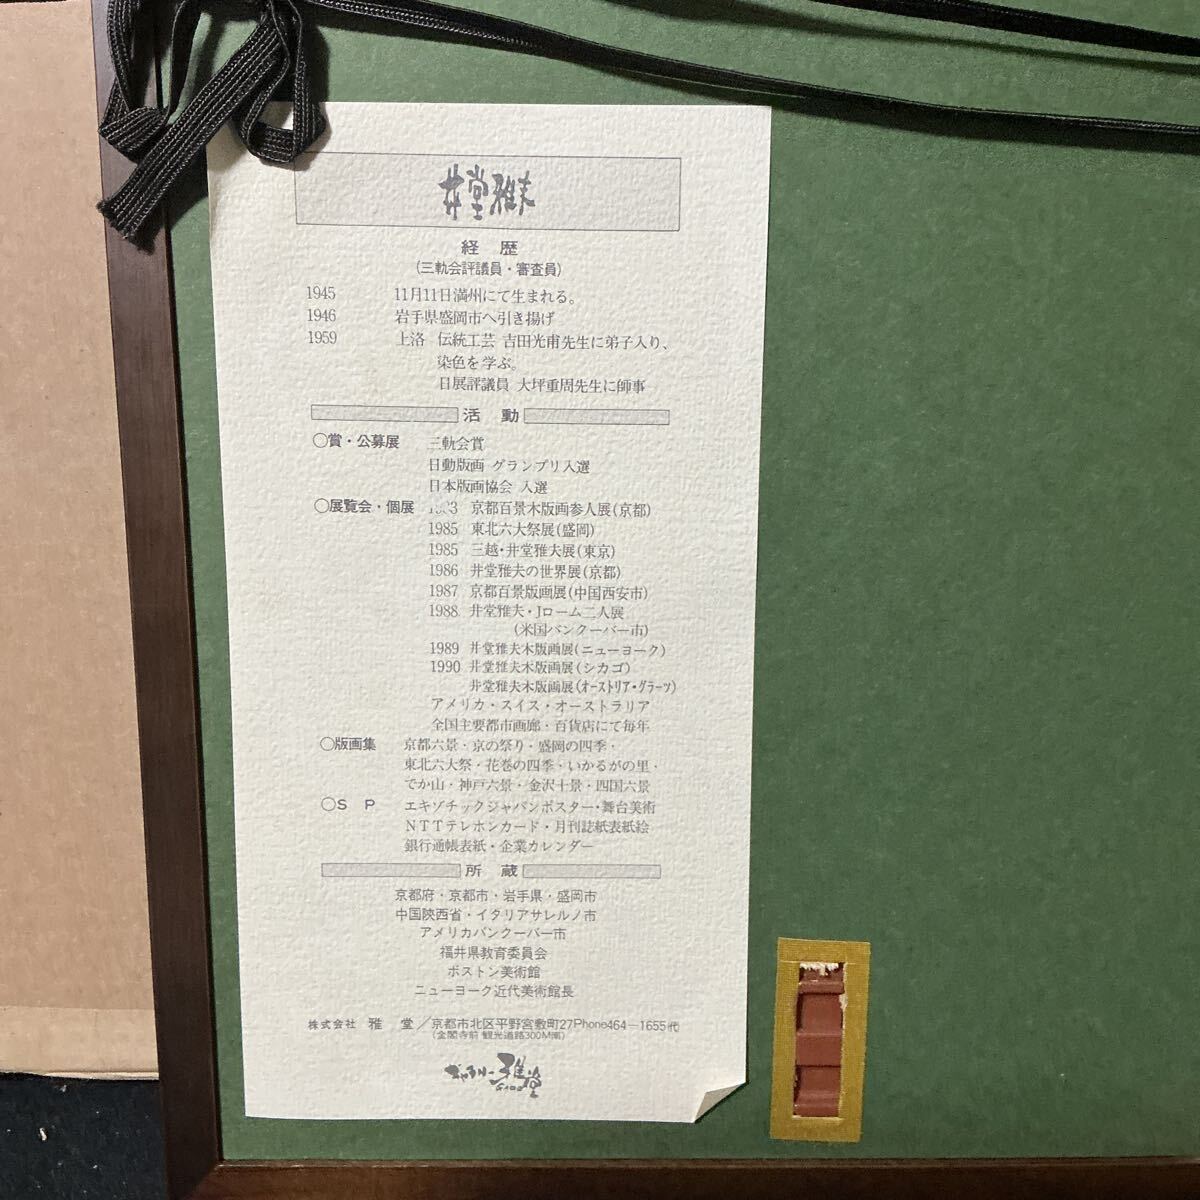 井堂雅夫
経歴
(三軌会評議員・審査員)
1945 11月11日満州にて生まれる。
1946 岩手県盛岡市へ引き揚げ
1959 上洛 伝統工芸 吉田光甫先生に弟子入り、
染色を学ぶ。
日展評議員 大坪重周先生に師事
活動
○賞・公募展 三軌会賞
日動版画 グランプリ入選
日本版画協会 入選
○展覧会・個展 京都百景木版画参人展(京都)
1985 東北六大祭展(盛岡)
1985 三越・井堂雅夫展(東京)
1986 井堂雅夫の世界展(京都)
1987 京都百景版画展(中国西安市)
1988 井堂雅夫・Jローム二人展
(米国バンクーバー市)
1989 井堂雅夫木版画展(ニューヨーク)
1990 井堂雅夫木版画展(シカゴ)
井堂雅夫木版画展(オーストリア・グラーツ)
アメリカ・スイス・オーストラリア
全国主要都市画廊・百貨店にて毎年
○版画集 京都六景・京の祭り・盛岡の四季・
東北六大祭・花巻の四季・いかるがの里・
でか山・神戸六景・金沢十景・四国六景
○SP エキゾチックジャパンポスター・舞台美術
NTTテレホンカード・月刊誌紙表紙絵
銀行通帳表紙・企業カレンダー
所蔵
京都府・京都市・岩手県・盛岡市
中国陝西省・イタリアサレルノ市
アメリカバンクーバー市
福井県教育委員会
ボストン美術館
ニューヨーク近代美術館長
株式会社 雅堂/京都市北区平野宮敷町27Phone464-1655代
(金閣寺前 観光道路300M南)
ギャラリー雅堂
GADO